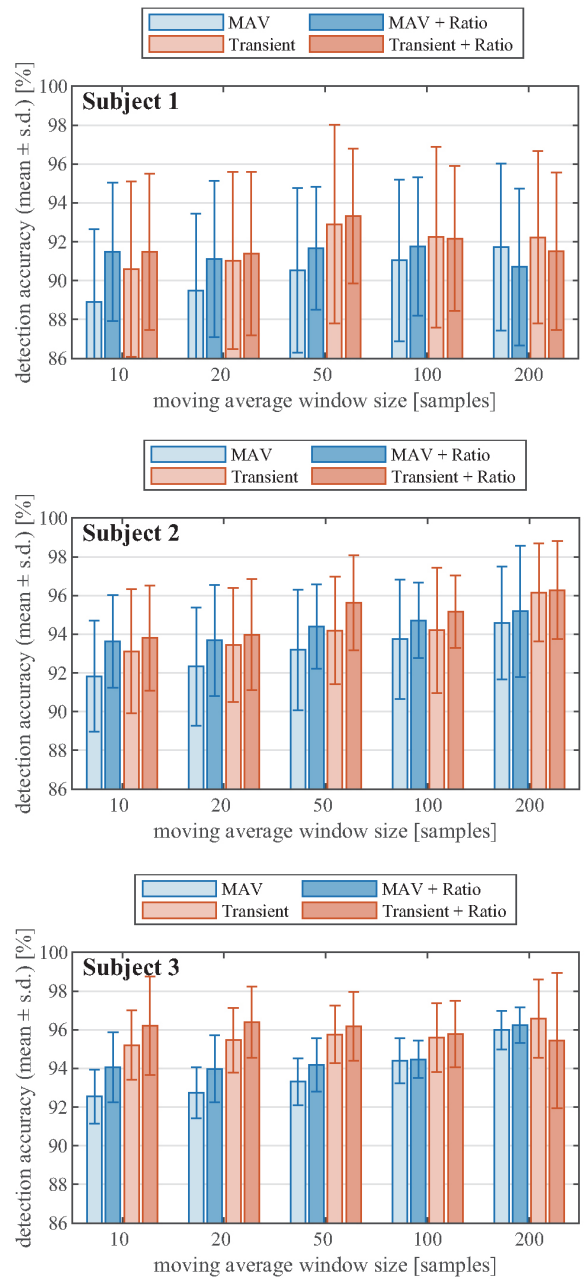 MAV MAV + Ratio
Transient Transient + Ratio
Subject 1
detection accuracy (mean ± s.d.) [%]
100
98
96
94
92
90
88
86
10 20 50 100 200
moving average window size [samples]
MAV MAV + Ratio
Transient Transient + Ratio
Subject 2
detection accuracy (mean ± s.d.) [%]
100
98
96
94
92
90
88
86
10 20 50 100 200
moving average window size [samples]
MAV MAV + Ratio
Transient Transient + Ratio
Subject 3
detection accuracy (mean ± s.d.) [%]
100
98
96
94
92
90
88
86
10 20 50 100 200
moving average window size [samples]